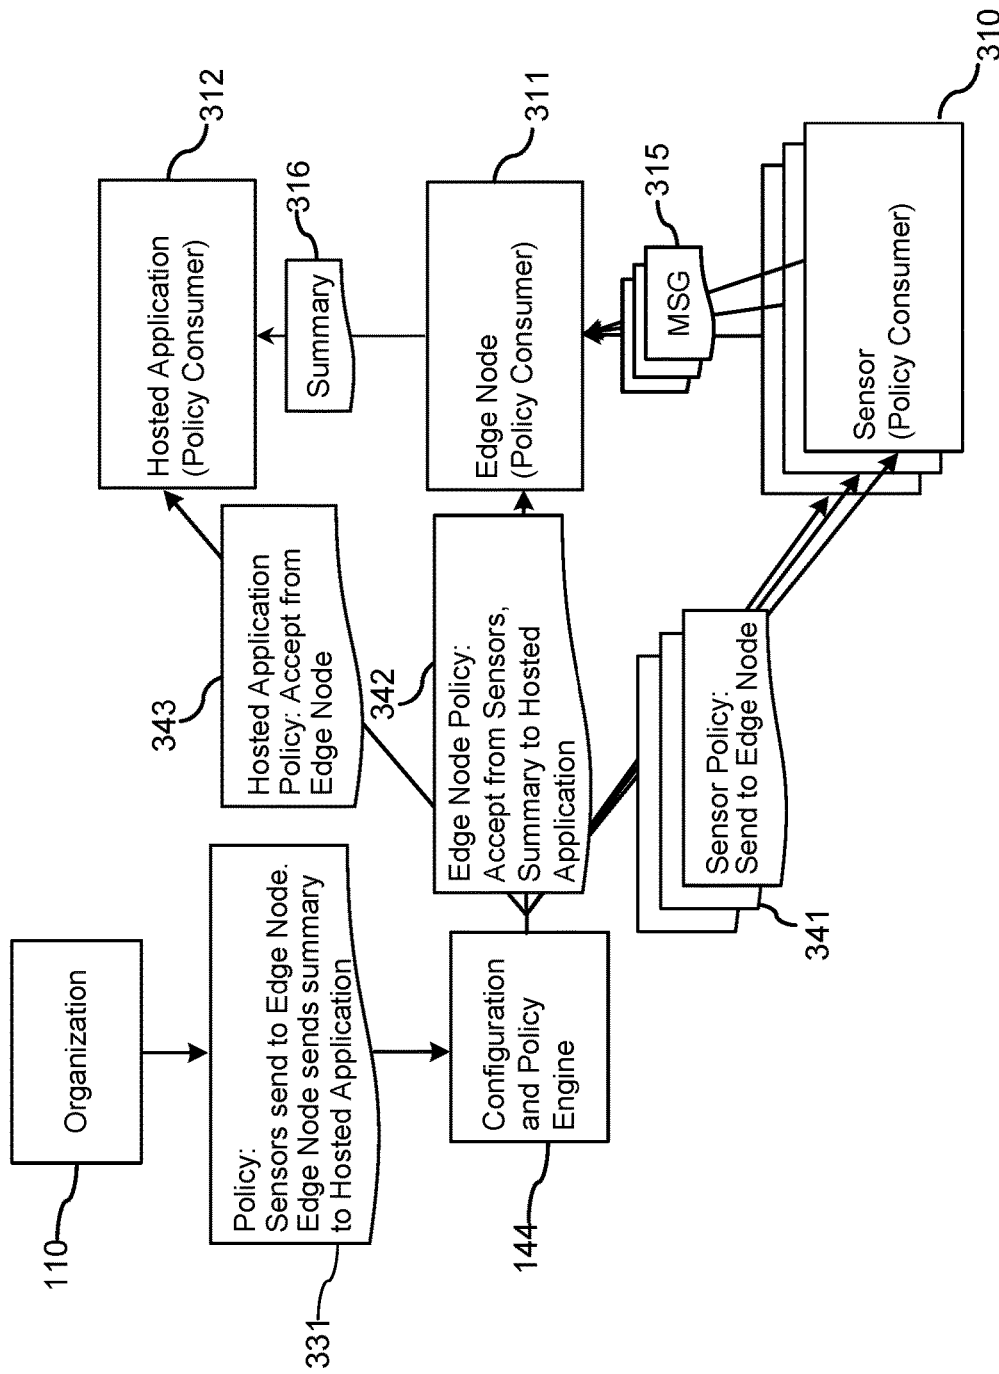 110
Organization
331
Policy:
Sensors send to Edge Node.
Edge Node sends summary
to Hosted Application
144
Configuration
and Policy
Engine
343
Hosted Application
Policy: Accept from
Edge Node
342
Edge Node Policy:
Accept from Sensors,
Summary to Hosted
Application
341
Sensor Policy:
Send to Edge Node
312
Hosted Application
(Policy Consumer)
316
Summary
311
Edge Node
(Policy Consumer)
315
MSG
310
Sensor
(Policy Consumer)